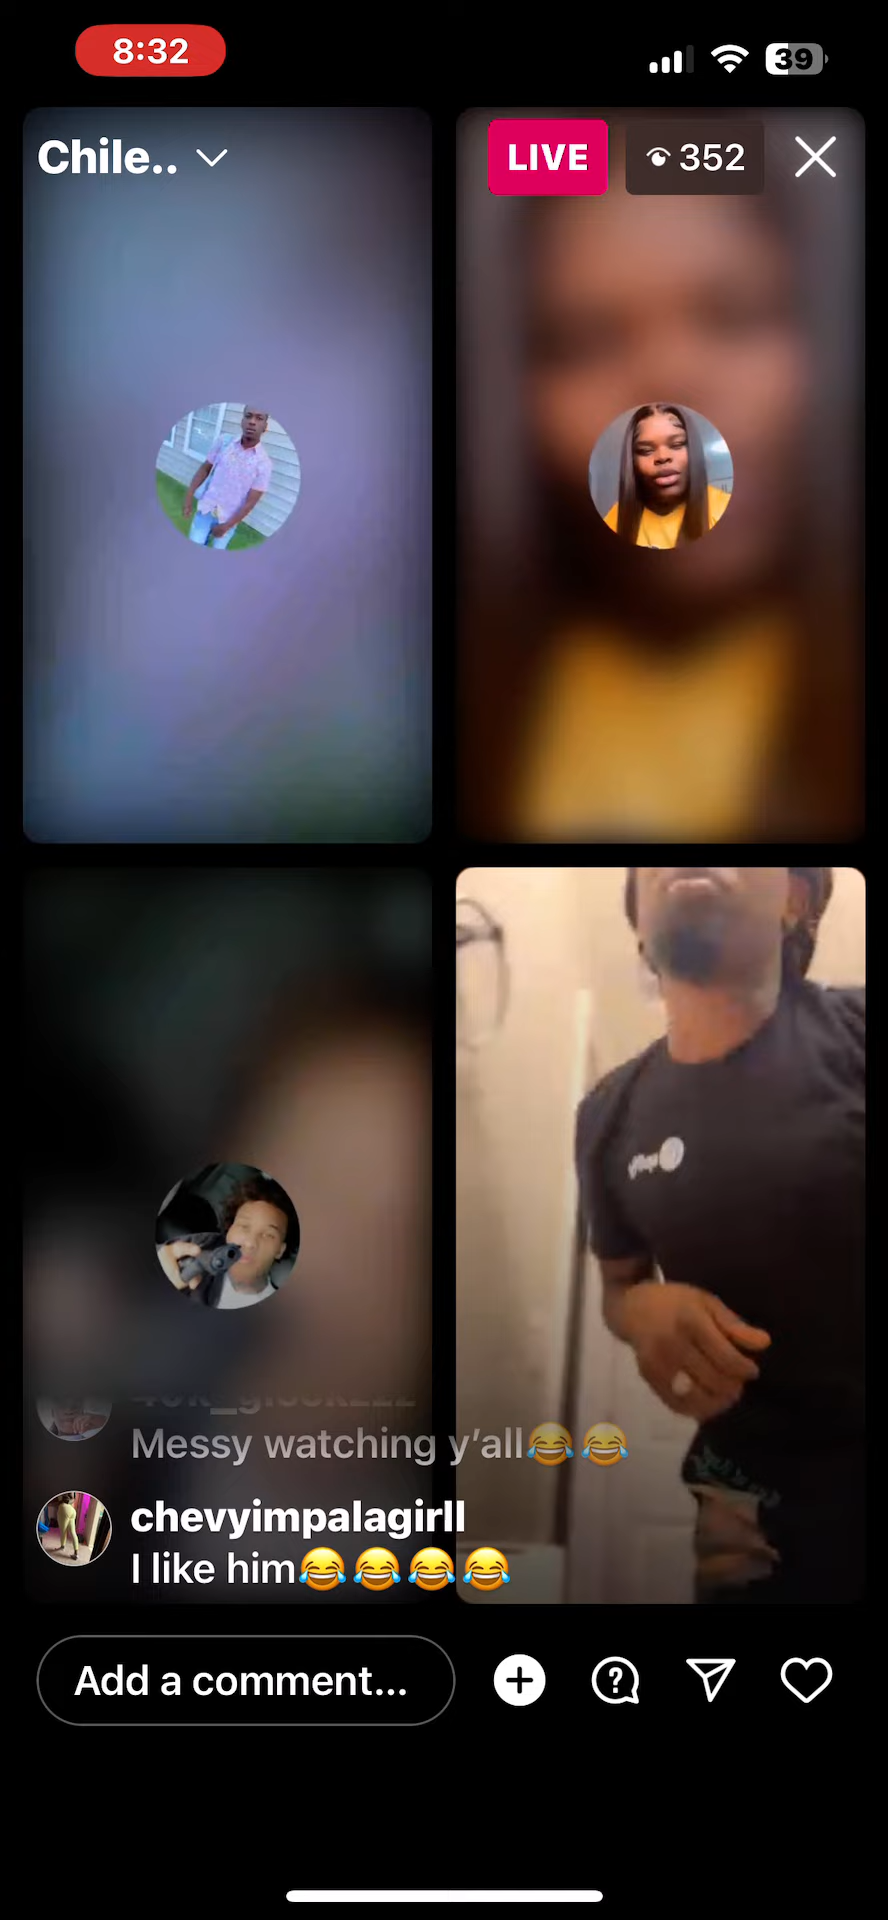 8:32
39
Chile..
LIVE
352
Messy watching y’all😂😂
chevyimpalagirll
I like him😂😂😂😂
Add a comment...